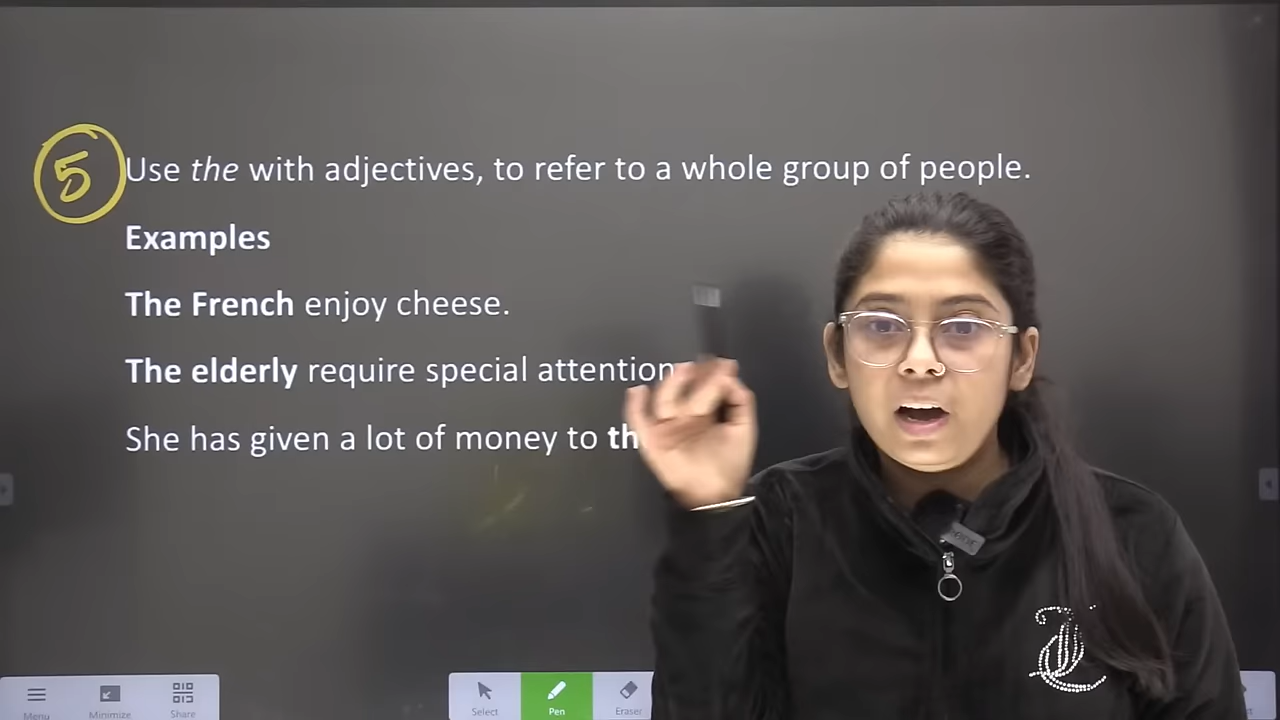 5
Use the with adjectives, to refer to a whole group of people.
Examples
The French enjoy cheese.
The elderly require special attention
She has given a lot of money to th
Menu Minimize Share Select Pen Eraser